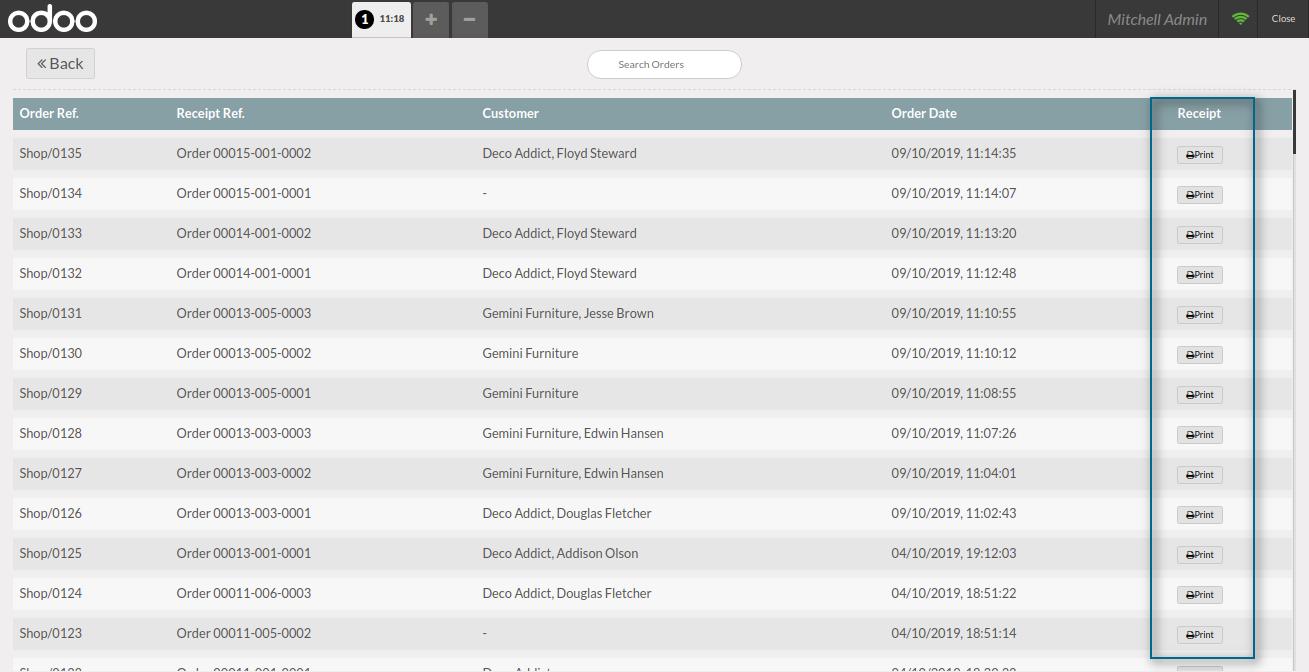 odoo 1 11:18 + − Mitchell Admin Close
Back Search Orders
Order Ref. Receipt Ref. Customer Order Date Receipt
Shop/0135 Order 00015-001-0002 Deco Addict, Floyd Steward 09/10/2019, 11:14:35 Print
Shop/0134 Order 00015-001-0001 - 09/10/2019, 11:14:07 Print
Shop/0133 Order 00014-001-0002 Deco Addict, Floyd Steward 09/10/2019, 11:13:20 Print
Shop/0132 Order 00014-001-0001 Deco Addict, Floyd Steward 09/10/2019, 11:12:48 Print
Shop/0131 Order 00013-005-0003 Gemini Furniture, Jesse Brown 09/10/2019, 11:10:55 Print
Shop/0130 Order 00013-005-0002 Gemini Furniture 09/10/2019, 11:10:12 Print
Shop/0129 Order 00013-005-0001 Gemini Furniture 09/10/2019, 11:08:55 Print
Shop/0128 Order 00013-003-0003 Gemini Furniture, Edwin Hansen 09/10/2019, 11:07:26 Print
Shop/0127 Order 00013-003-0002 Gemini Furniture, Edwin Hansen 09/10/2019, 11:04:01 Print
Shop/0126 Order 00013-003-0001 Deco Addict, Douglas Fletcher 09/10/2019, 11:02:43 Print
Shop/0125 Order 00013-001-0001 Deco Addict, Addison Olson 04/10/2019, 19:12:03 Print
Shop/0124 Order 00011-006-0003 Deco Addict, Douglas Fletcher 04/10/2019, 18:51:22 Print
Shop/0123 Order 00011-005-0002 - 04/10/2019, 18:51:14 Print